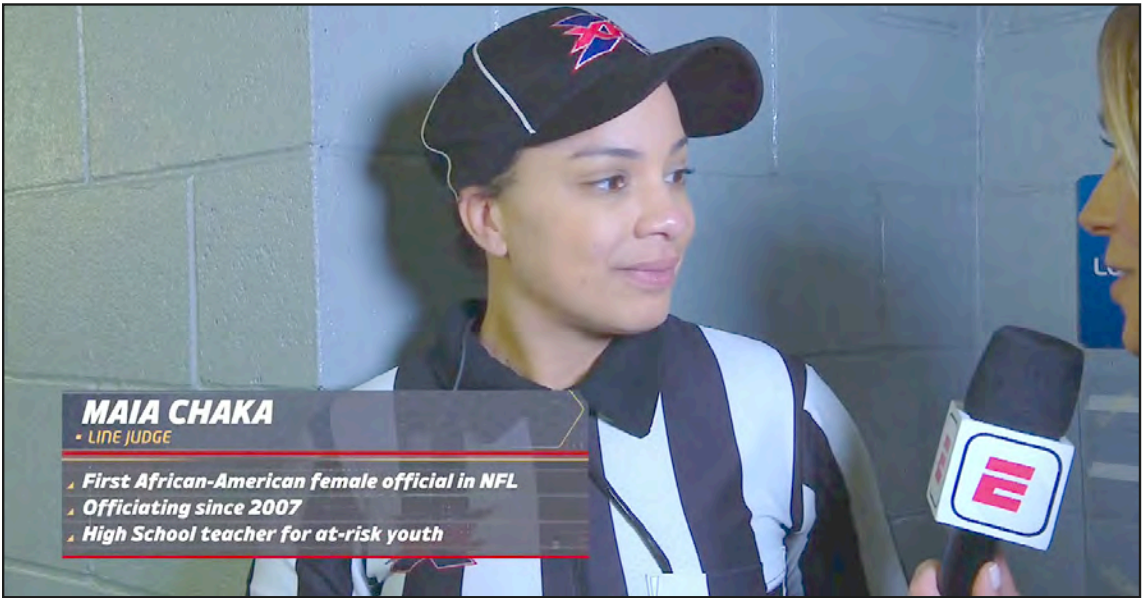 MAIA CHAKA
LINE JUDGE
First African-American female official in NFL
Officiating since 2007
High School teacher for at-risk youth